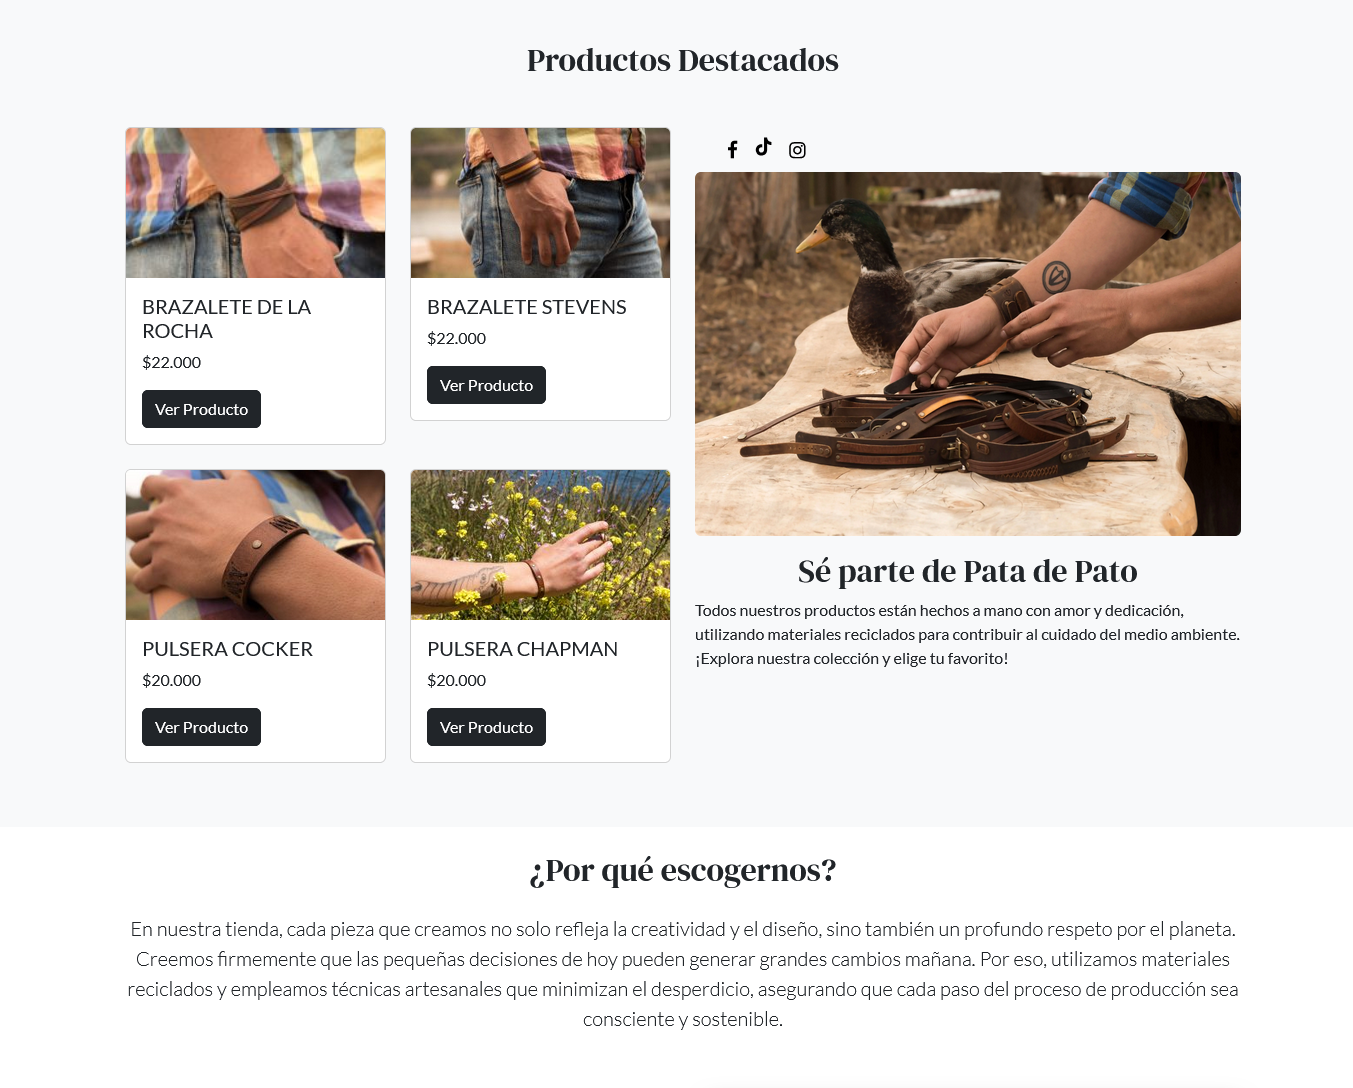 Productos Destacados
BRAZALETE DE LA
ROCHA
$22.000
Ver Producto
BRAZALETE STEVENS
$22.000
Ver Producto
PULSERA COCKER
$20.000
Ver Producto
PULSERA CHAPMAN
$20.000
Ver Producto
Sé parte de Pata de Pato
Todos nuestros productos están hechos a mano con amor y dedicación,
utilizando materiales reciclados para contribuir al cuidado del medio ambiente.
¡Explora nuestra colección y elige tu favorito!
¿Por qué escogernos?
En nuestra tienda, cada pieza que creamos no solo refleja la creatividad y el diseño, sino también un profundo respeto por el planeta.
Creemos firmemente que las pequeñas decisiones de hoy pueden generar grandes cambios mañana. Por eso, utilizamos materiales
reciclados y empleamos técnicas artesanales que minimizan el desperdicio, asegurando que cada paso del proceso de producción sea
consciente y sostenible.